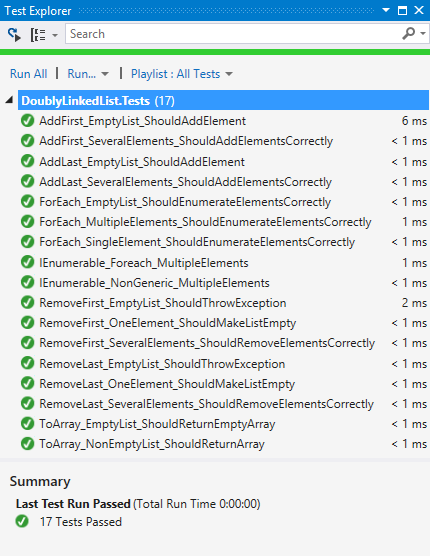 Test Explorer
Search
Run All | Run... | Playlist : All Tests
DoublyLinkedList.Tests (17)
AddFirst_EmptyList_ShouldAddElement 6 ms
AddFirst_SeveralElements_ShouldAddElementsCorrectly < 1 ms
AddLast_EmptyList_ShouldAddElement < 1 ms
AddLast_SeveralElements_ShouldAddElementsCorrectly < 1 ms
ForEach_EmptyList_ShouldEnumerateElementsCorrectly < 1 ms
ForEach_MultipleElements_ShouldEnumerateElementsCorrectly 1 ms
ForEach_SingleElement_ShouldEnumerateElementsCorrectly < 1 ms
IEnumerable_Foreach_MultipleElements 1 ms
IEnumerable_NonGeneric_MultipleElements < 1 ms
RemoveFirst_EmptyList_ShouldThrowException 2 ms
RemoveFirst_OneElement_ShouldMakeListEmpty < 1 ms
RemoveFirst_SeveralElements_ShouldRemoveElementsCorrectly < 1 ms
RemoveLast_EmptyList_ShouldThrowException < 1 ms
RemoveLast_OneElement_ShouldMakeListEmpty < 1 ms
RemoveLast_SeveralElements_ShouldRemoveElementsCorrectly < 1 ms
ToArray_EmptyList_ShouldReturnEmptyArray < 1 ms
ToArray_NonEmptyList_ShouldReturnArray < 1 ms
Summary
Last Test Run Passed (Total Run Time 0:00:00)
17 Tests Passed